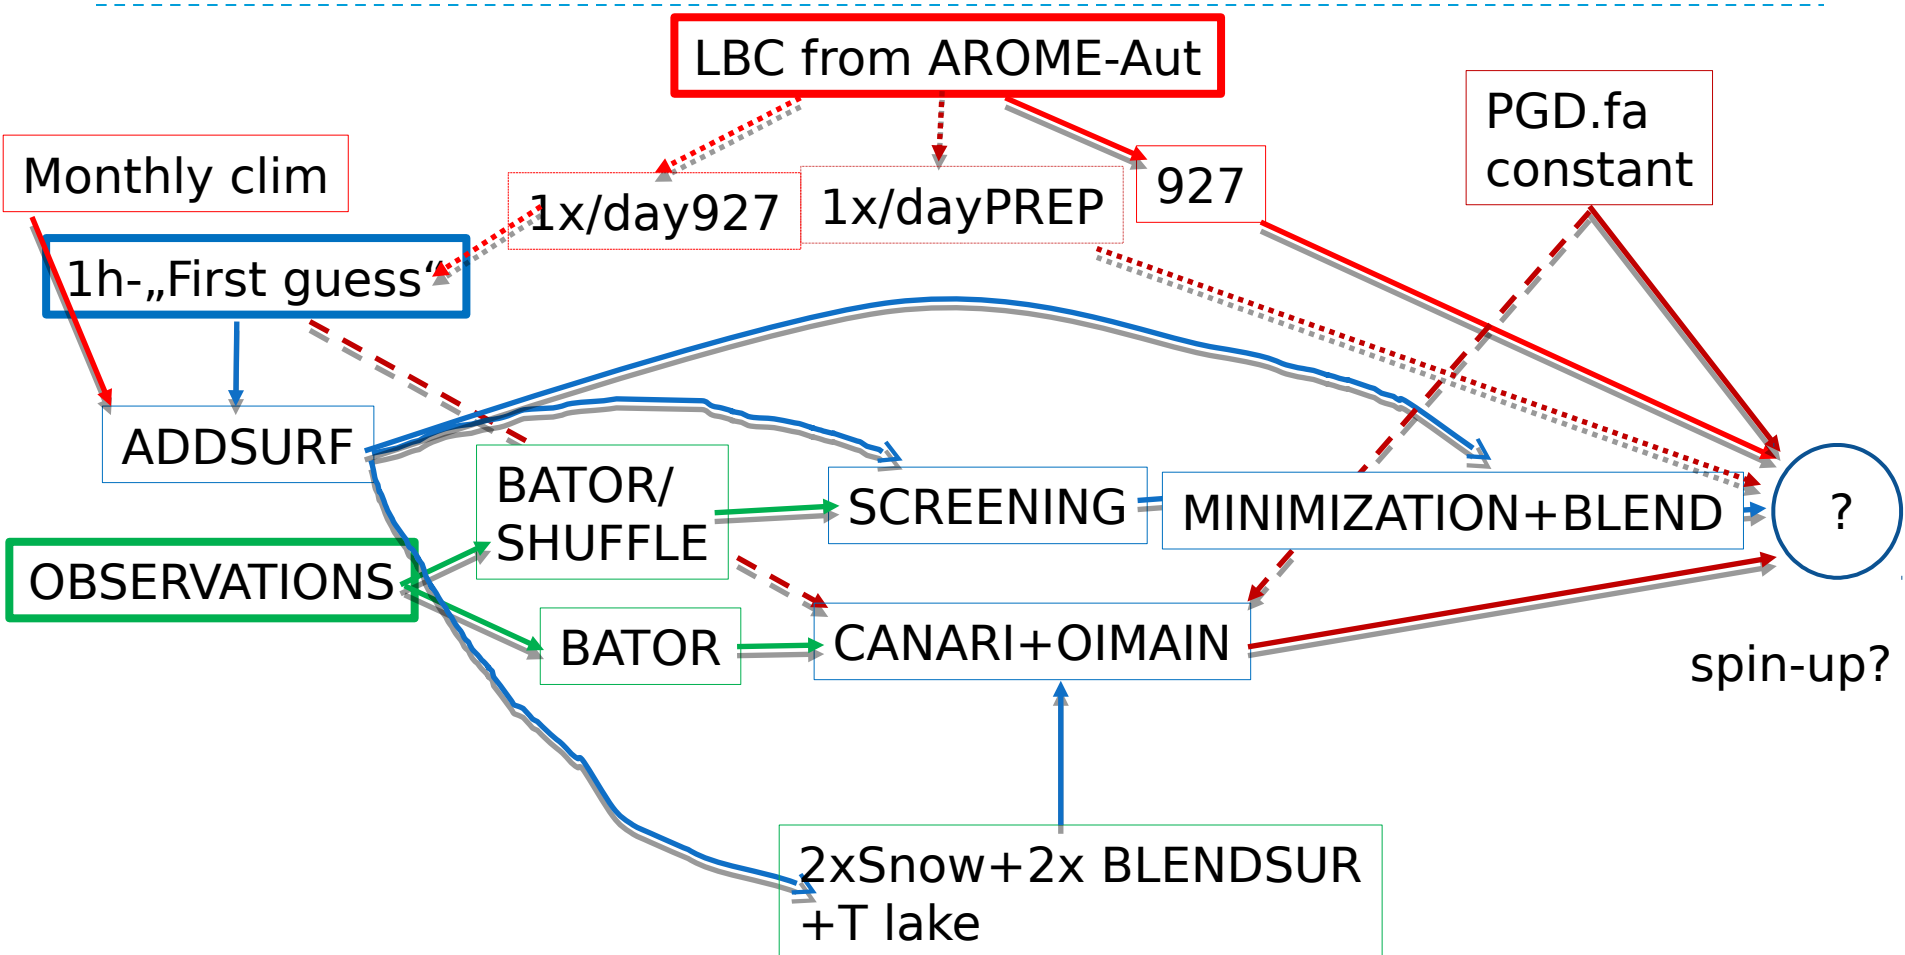 LBC from AROME-Aut
PGD.fa
constant
Monthly clim
1x/day927
1x/dayPREP
927
1h-„First guess“
ADDSURF
BATOR/
SHUFFLE
SCREENING
MINIMIZATION+BLEND
?
OBSERVATIONS
BATOR
CANARI+OIMAIN
spin-up?
2xSnow+2x BLENDSUR
+T lake